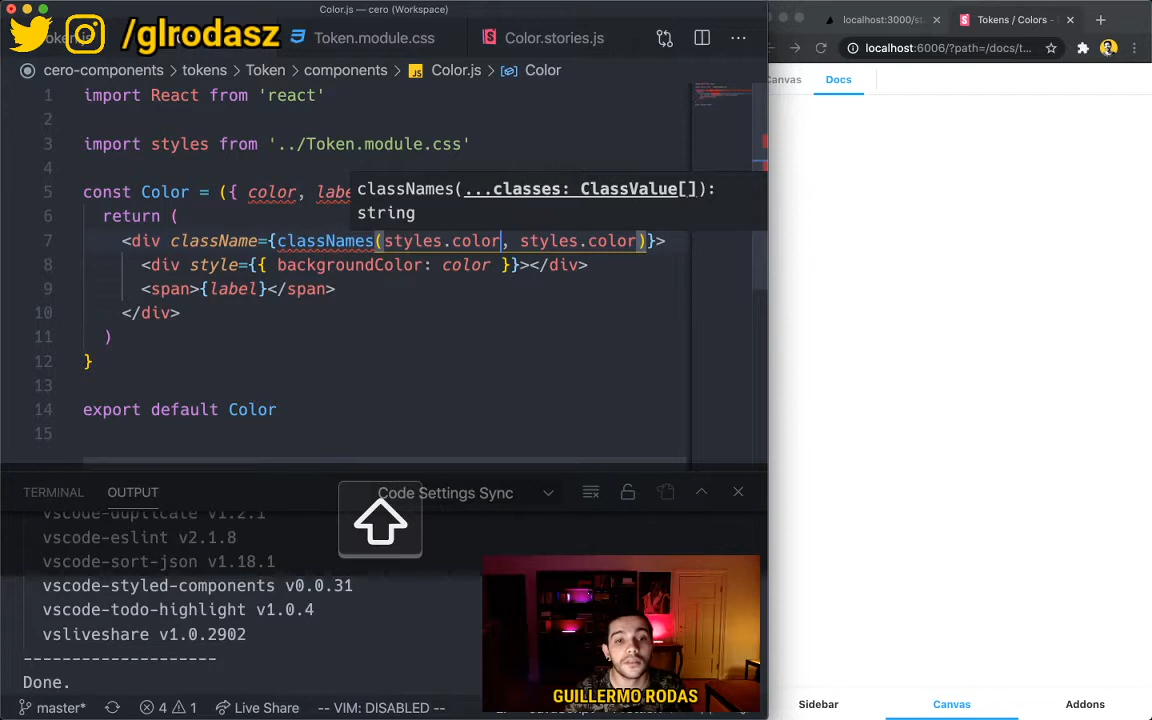 Color.js — cero (Workspace)
/glrodasz
Token.module.css
Color.stories.js
localhost:3000/st
Tokens / Colors -
localhost:6006/?path=/docs/t...
cero-components > tokens > Token > components > Color.js > Color
Canvas
Docs
1 import React from 'react'
2
3 import styles from '../Token.module.css'
4
5 const Color = ({ color, labe
classNames(...classes: ClassValue[]):
string
6 return (
7 <div className={classNames(styles.color, styles.color)}>
8 <div style={{ backgroundColor: color }}></div>
9 <span>{label}</span>
10 </div>
11 )
12 }
13
14 export default Color
15
TERMINAL
OUTPUT
Code Settings Sync
vscode-duplicate v1.2.1
vscode-eslint v2.1.8
vscode-sort-json v1.18.1
vscode-styled-components v0.0.31
vscode-todo-highlight v1.0.4
vsliveshare v1.0.2902
--------------------
Done.
GUILLERMO RODAS
master*
4
1
Live Share
-- VIM: DISABLED --
Sidebar
Canvas
Addons